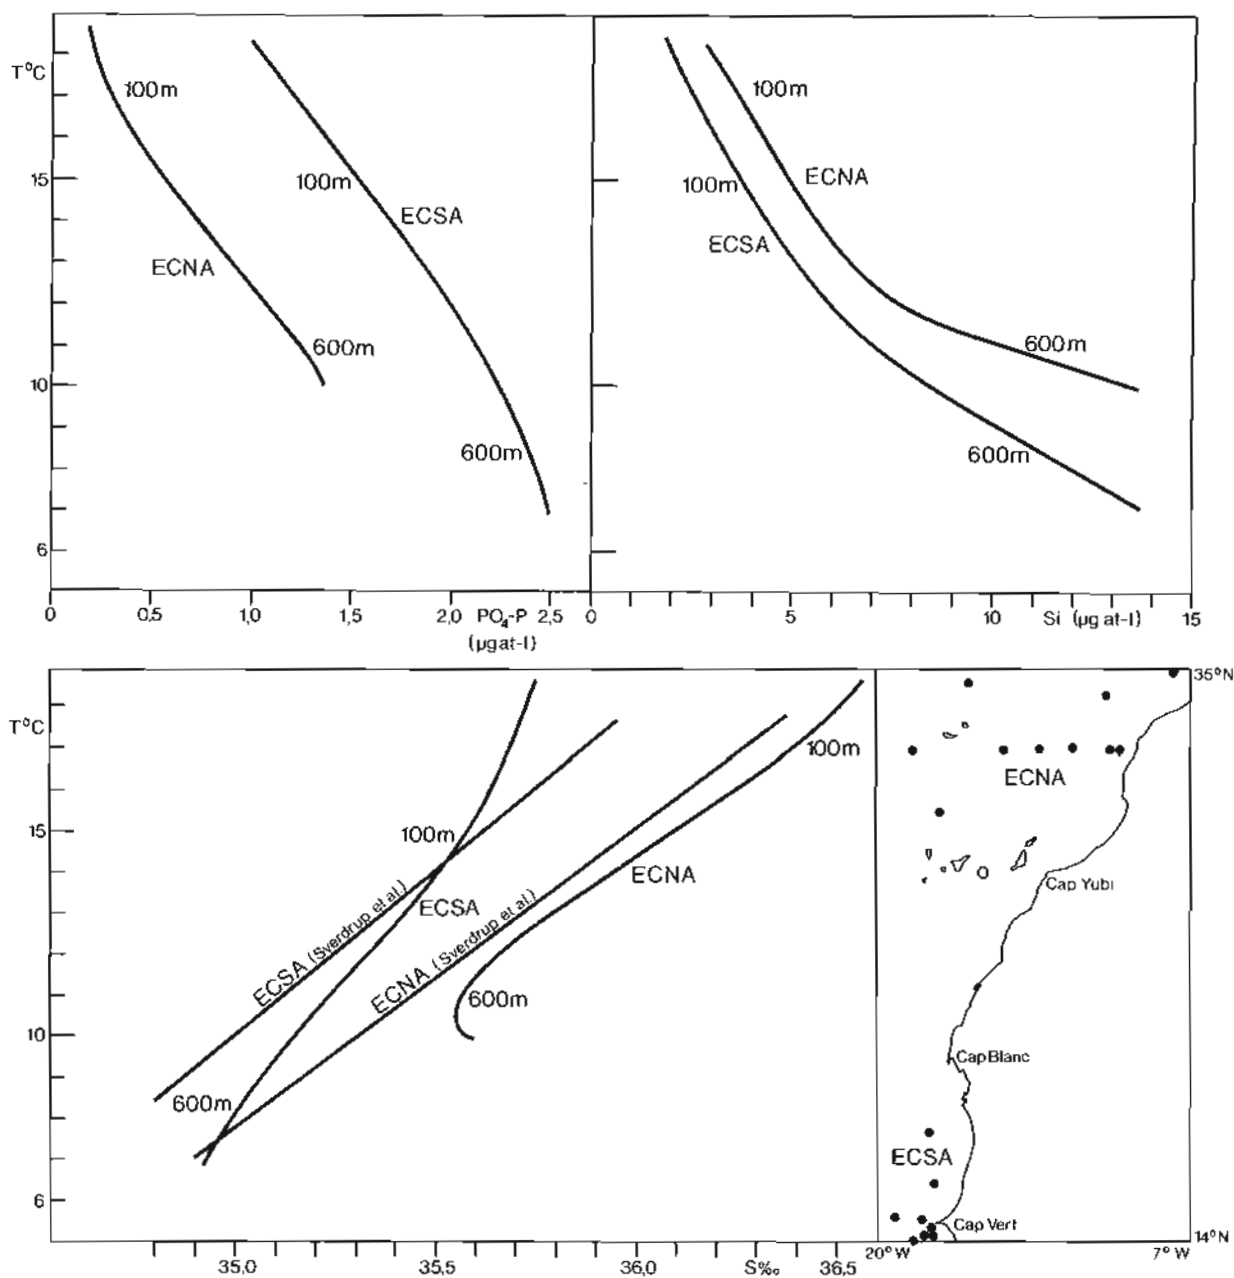 T°C
100m
15
100m
ECSA
ECNA
600m
10
600m
6
0
0,5
1,0
1,5
2,0
PO₄-P
2,5
(µgat-l)
100m
ECNA
100m
ECSA
600m
600m
0
5
10
Si (µgat-l)
15
T°C
100m
100m
15
ECNA
ECSA
ECSA (Sverdrup et al.)
ECNA (Sverdrup et al.)
600m
10
600m
6
35,0
35,5
36,0
S‰
36,5
35°N
ECNA
Cap Yubi
Cap Blanc
ECSA
Cap Vert
14°N
20°W
7°W